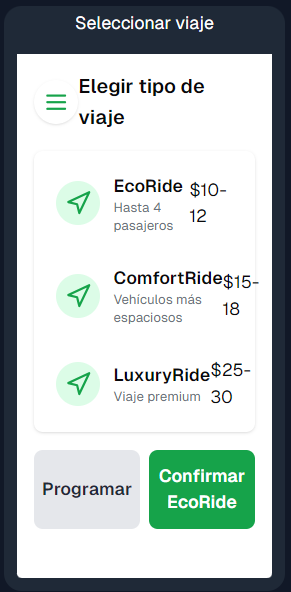 Seleccionar viaje
Elegir tipo de
viaje
EcoRide
$10-
12
Hasta 4
pasajeros
ComfortRide
$15-
18
Vehículos más
espaciosos
LuxuryRide
$25-
30
Viaje premium
Programar
Confirmar
EcoRide